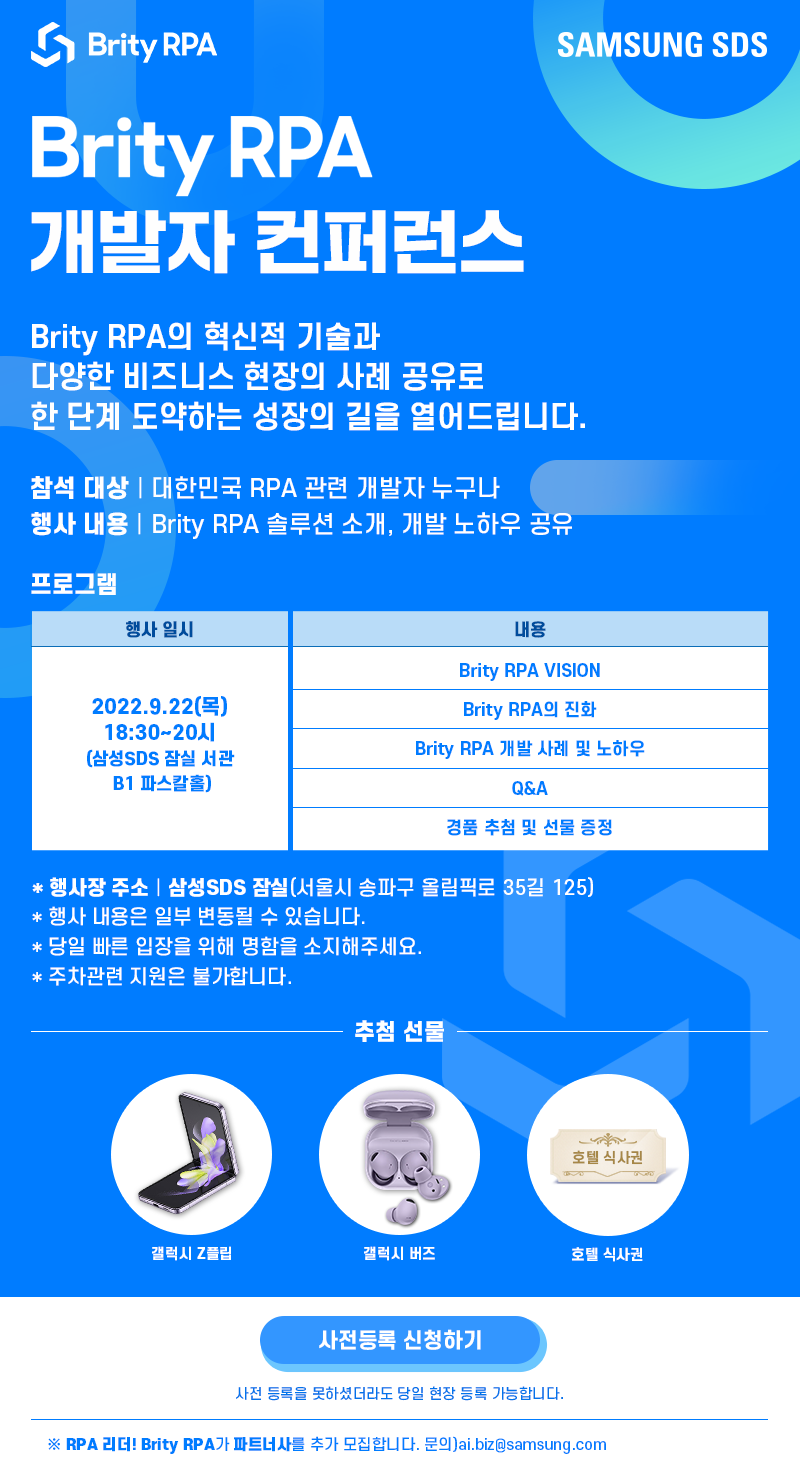 Brity RPA
SAMSUNG SDS
Brity RPA
개발자 컨퍼런스
Brity RPA의 혁신적 기술과
다양한 비즈니스 현장의 사례 공유로
한 단계 도약하는 성장의 길을 열어드립니다.
참석 대상 | 대한민국 RPA 관련 개발자 누구나
행사 내용 | Brity RPA 솔루션 소개, 개발 노하우 공유
프로그램
행사 일시
내용
2022.9.22(목)
18:30~20시
(삼성SDS 잠실 서관
B1 파스칼홀)
Brity RPA VISION
Brity RPA의 진화
Brity RPA 개발 사례 및 노하우
Q&A
경품 추첨 및 선물 증정
* 행사장 주소 | 삼성SDS 잠실(서울시 송파구 올림픽로 35길 125)
* 행사 내용은 일부 변동될 수 있습니다.
* 당일 빠른 입장을 위해 명함을 소지해주세요.
* 주차관련 지원은 불가합니다.
추첨 선물
호텔 식사권
갤럭시 Z플립
갤럭시 버즈
호텔 식사권
사전등록 신청하기
사전 등록을 못하셨더라도 당일 현장 등록 가능합니다.
※ RPA 리더! Brity RPA가 파트너사를 추가 모집합니다. 문의)ai.biz@samsung.com